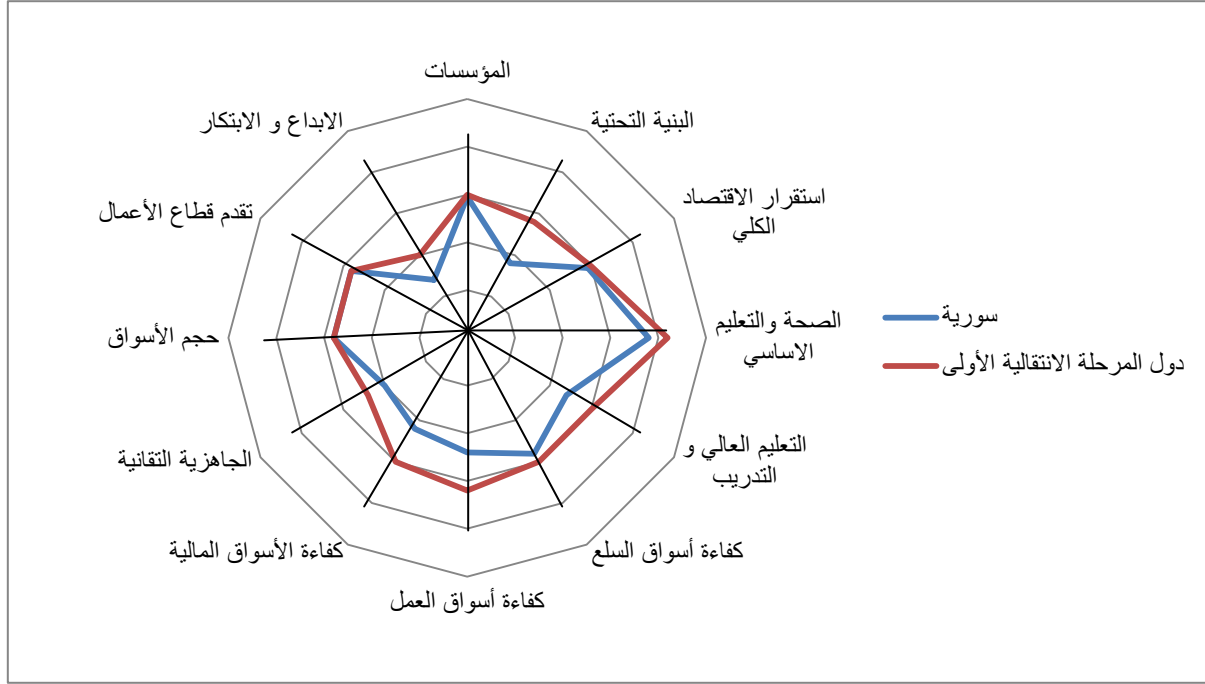 المؤسسات
البنية التحتية
استقرار الاقتصاد
الكلي
الصحة والتعليم
الاساسي
التعليم العالي و
التدريب
كفاءة أسواق السلع
كفاءة أسواق العمل
كفاءة الأسواق المالية
الجاهزية التقانية
حجم الأسواق
تقدم قطاع الأعمال
الابداع و الابتكار
سورية
دول المرحلة الانتقالية الأولى